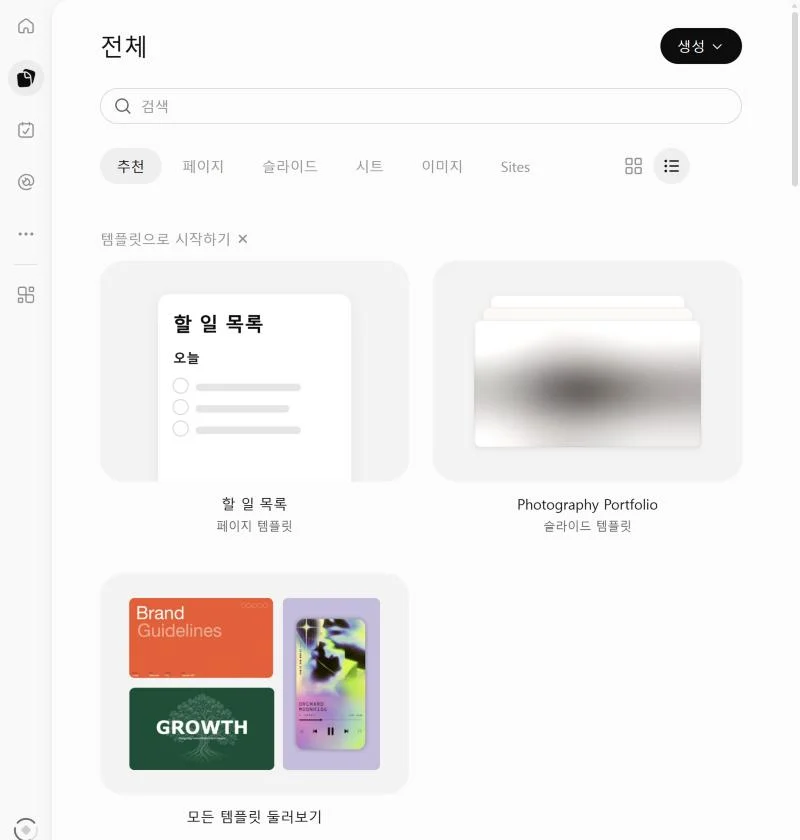 전체
생성
검색
추천
페이지
슬라이드
시트
이미지
Sites
템플릿으로 시작하기
할 일 목록
오늘
할 일 목록
페이지 템플릿
Photography Portfolio
슬라이드 템플릿
Brand
Guidelines
GROWTH
ORCHARD
MOONRISE
모든 템플릿 둘러보기